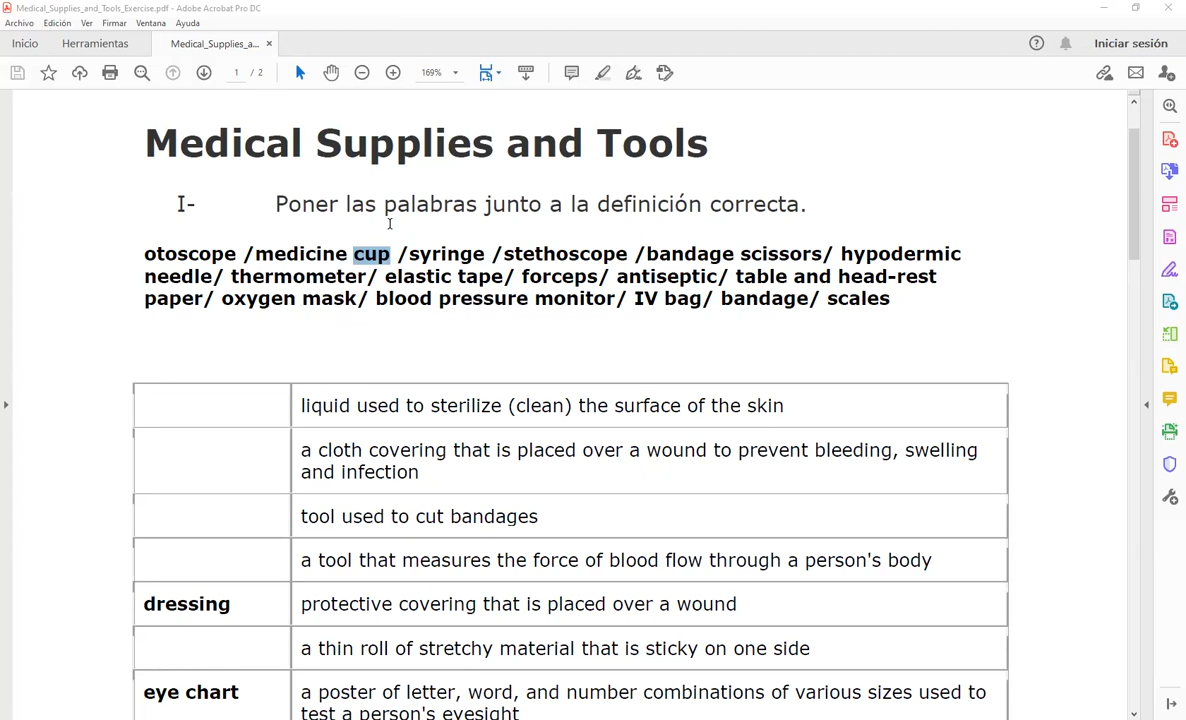 Medical_Supplies_and_Tools_Exercise.pdf - Adobe Acrobat Pro DC
Archivo Edición Ver Firmar Ventana Ayuda
Inicio Herramientas Medical_Supplies_a... × Iniciar sesión
1 / 2 169%
Medical Supplies and Tools
I- Poner las palabras junto a la definición correcta.
otoscope /medicine cup /syringe /stethoscope /bandage scissors/ hypodermic
needle/ thermometer/ elastic tape/ forceps/ antiseptic/ table and head-rest
paper/ oxygen mask/ blood pressure monitor/ IV bag/ bandage/ scales
liquid used to sterilize (clean) the surface of the skin
a cloth covering that is placed over a wound to prevent bleeding, swelling
and infection
tool used to cut bandages
a tool that measures the force of blood flow through a person's body
dressing protective covering that is placed over a wound
a thin roll of stretchy material that is sticky on one side
eye chart a poster of letter, word, and number combinations of various sizes used to
test a person's eyesight